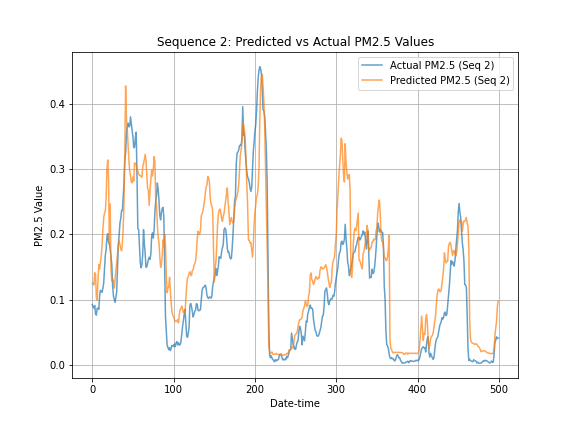 Sequence 2: Predicted vs Actual PM2.5 Values
Actual PM2.5 (Seq 2)
Predicted PM2.5 (Seq 2)
PM2.5 Value
0.4
0.3
0.2
0.1
0.0
0 100 200 300 400 500
Date-time